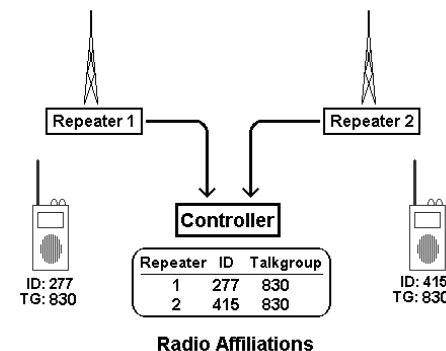 Repeater 1
Repeater 2
Controller
Repeater ID Talkgroup
1 277 830
2 415 830
ID: 277
TG: 830
ID: 415
TG: 830
Radio Affiliations